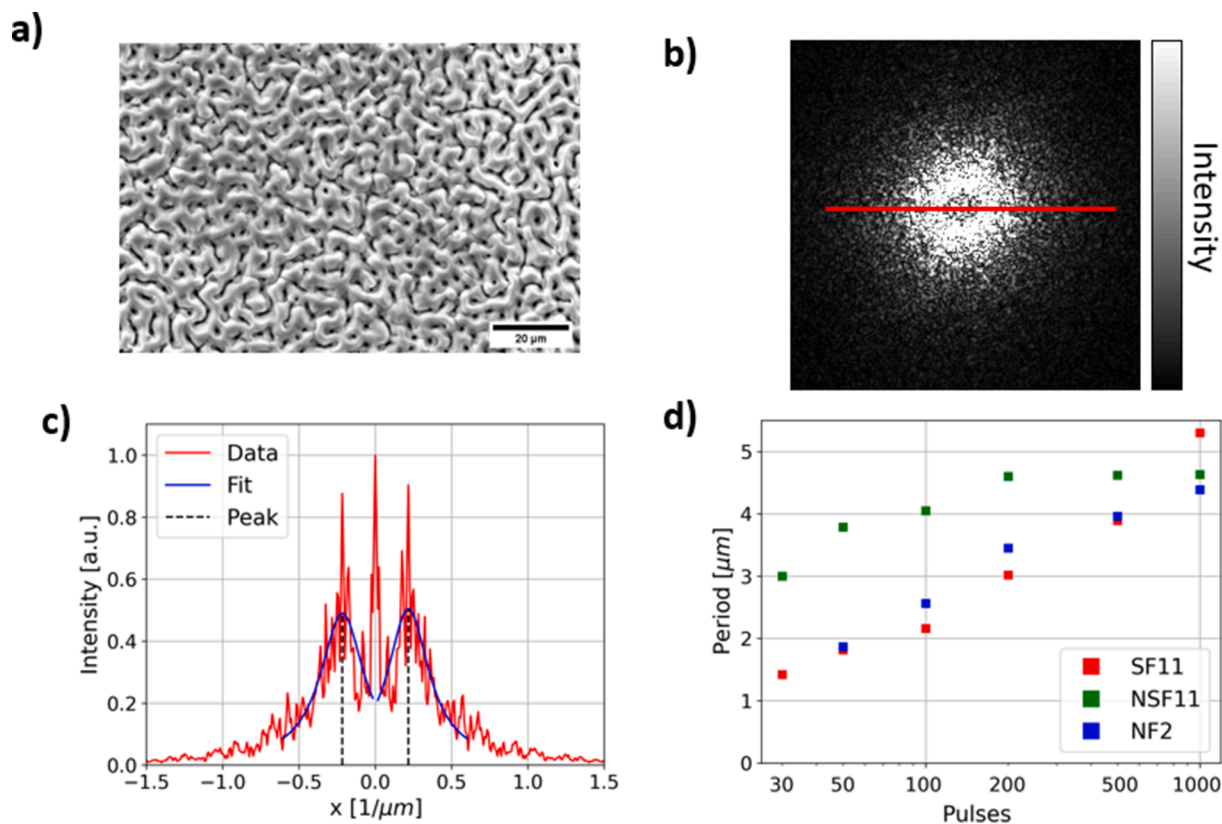 a)
20 µm
b)
Intensity
c)
Data
Fit
Peak
1.0
0.8
0.6
0.4
0.2
0.0
Intensity [a.u.]
−1.5 −1.0 −0.5 0.0 0.5 1.0 1.5
x [1/µm]
d)
5
4
3
2
1
0
Period [µm]
SF11
NSF11
NF2
30 50 100 200 500 1000
Pulses